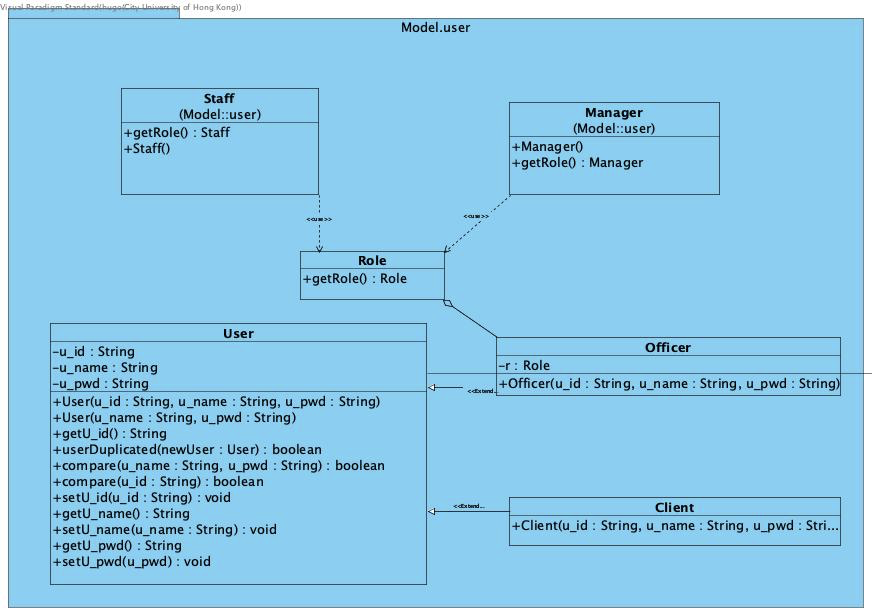 Visual Paradigm Standard(hugo(City University of Hong Kong))
Model.user
Staff
(Model::user)
+getRole() : Staff
+Staff()
Manager
(Model::user)
+Manager()
+getRole() : Manager
<<use>>
<<use>>
Role
+getRole() : Role
User
-u_id : String
-u_name : String
-u_pwd : String
+User(u_id : String, u_name : String, u_pwd : String)
+User(u_name : String, u_pwd : String)
+getU_id() : String
+userDuplicated(newUser : User) : boolean
+compare(u_name : String, u_pwd : String) : boolean
+compare(u_id : String) : boolean
+setU_id(u_id : String) : void
+getU_name() : String
+setU_name(u_name : String) : void
+getU_pwd() : String
+setU_pwd(u_pwd) : void
Officer
-r : Role
+Officer(u_id : String, u_name : String, u_pwd : String)
<<Extend...
Client
+Client(u_id : String, u_name : String, u_pwd : Stri...
<<Extend...